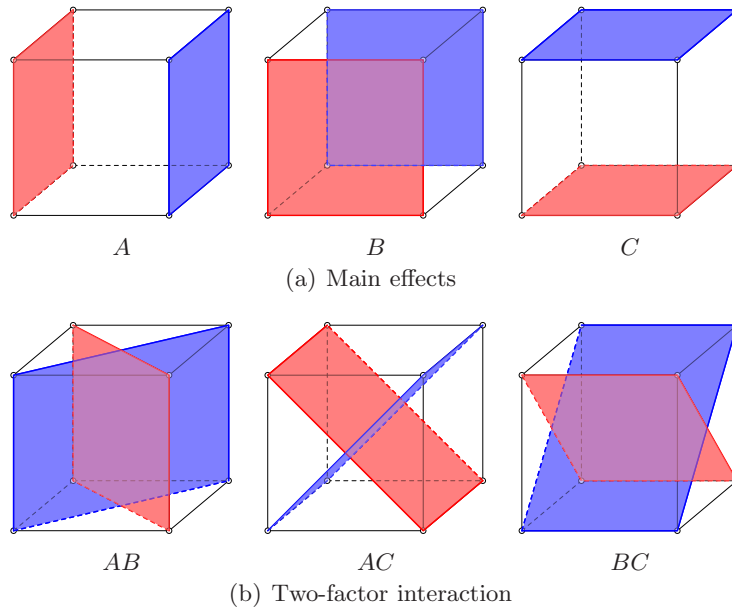 A B C
(a) Main effects
AB AC BC
(b) Two-factor interaction